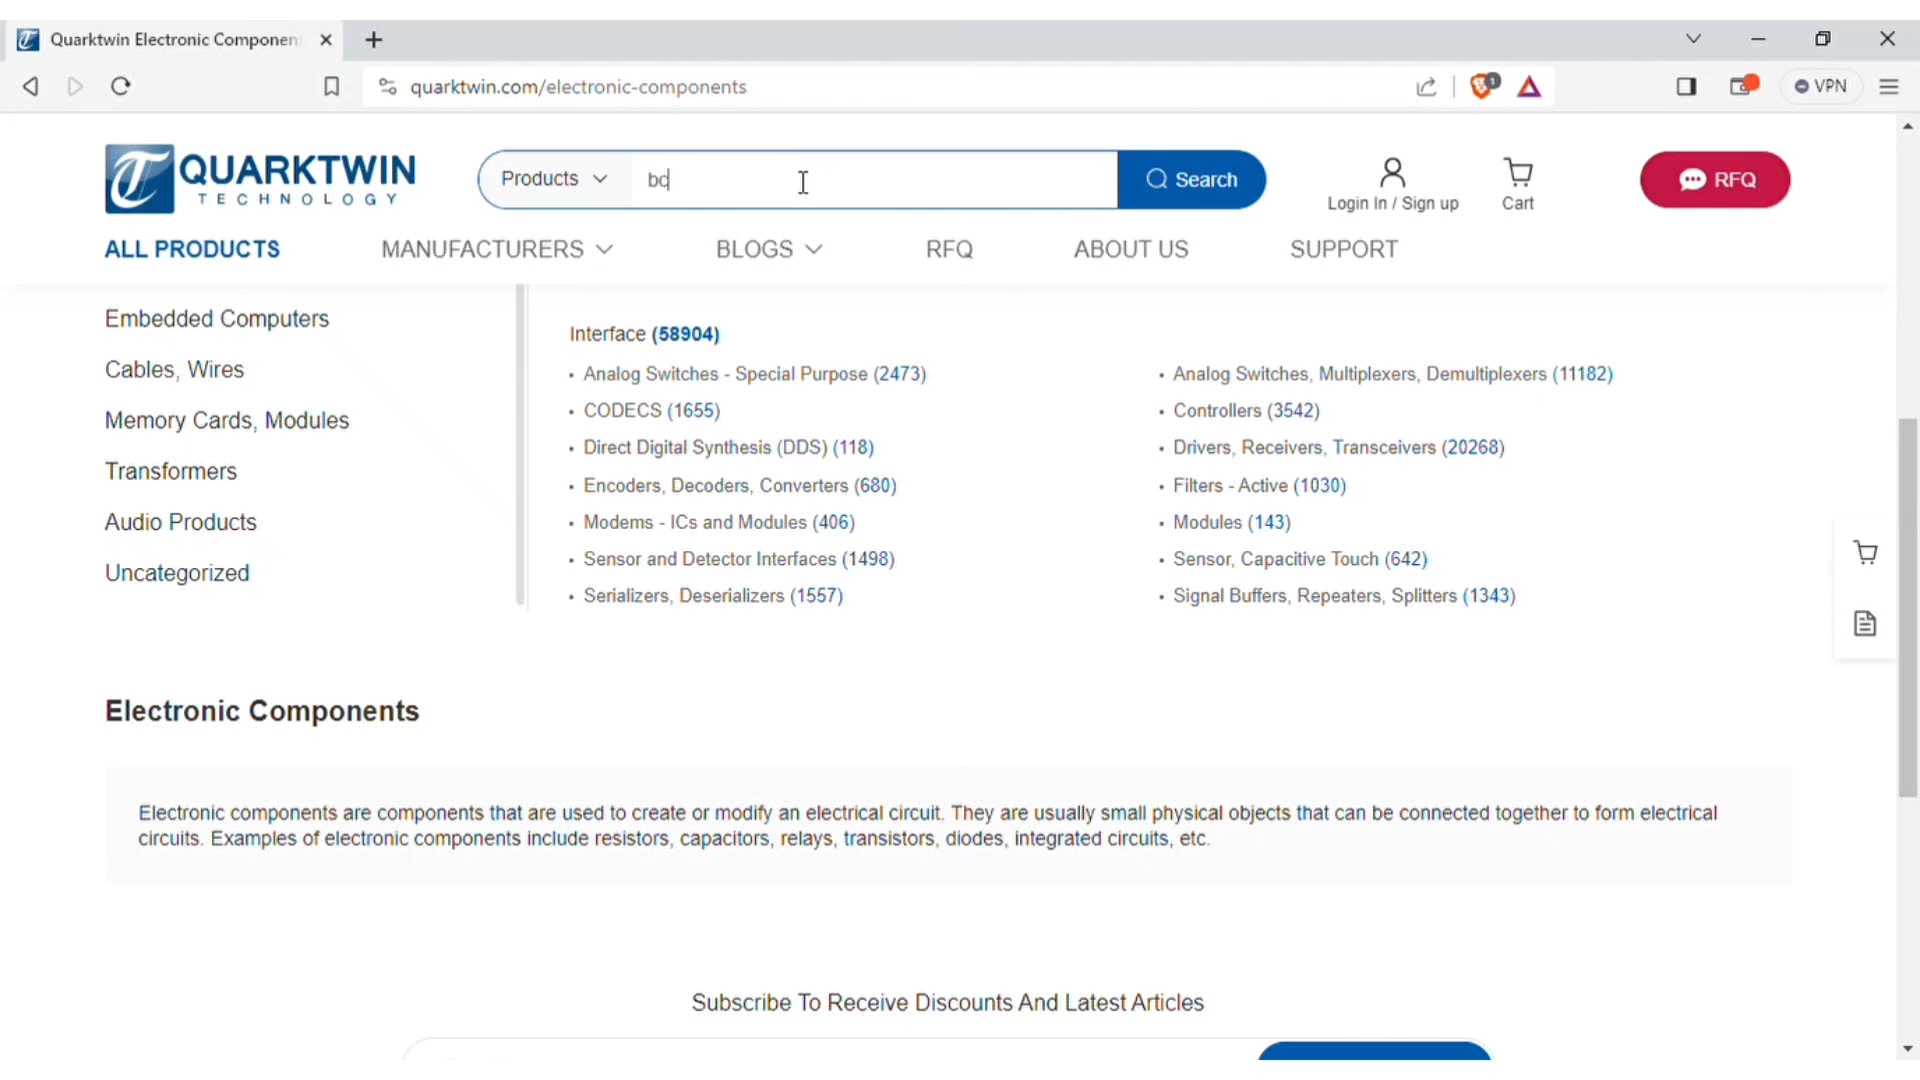 Quarktwin Electronic Component
quarktwin.com/electronic-components
1
VPN
QUARKTWIN
TECHNOLOGY
Products
bc
Search
Login In / Sign up
Cart
RFQ
ALL PRODUCTS
MANUFACTURERS
BLOGS
RFQ
ABOUT US
SUPPORT
Embedded Computers
Cables, Wires
Memory Cards, Modules
Transformers
Audio Products
Uncategorized
Interface (58904)
Analog Switches - Special Purpose (2473)
Analog Switches, Multiplexers, Demultiplexers (11182)
CODECS (1655)
Controllers (3542)
Direct Digital Synthesis (DDS) (118)
Drivers, Receivers, Transceivers (20268)
Encoders, Decoders, Converters (680)
Filters - Active (1030)
Modems - ICs and Modules (406)
Modules (143)
Sensor and Detector Interfaces (1498)
Sensor, Capacitive Touch (642)
Serializers, Deserializers (1557)
Signal Buffers, Repeaters, Splitters (1343)
Electronic Components
Electronic components are components that are used to create or modify an electrical circuit. They are usually small physical objects that can be connected together to form electrical
circuits. Examples of electronic components include resistors, capacitors, relays, transistors, diodes, integrated circuits, etc.
Subscribe To Receive Discounts And Latest Articles